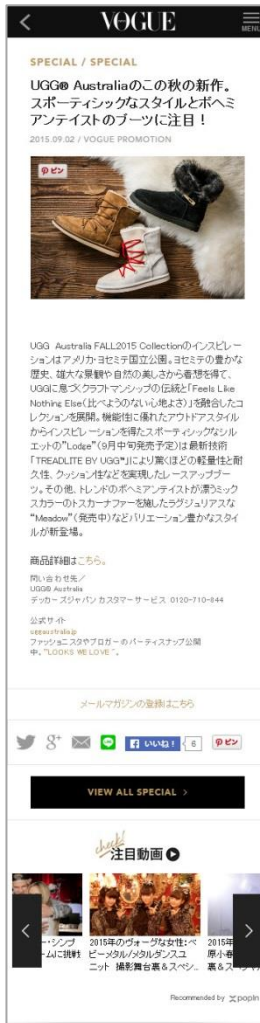 VOGUE
MENU
SPECIAL / SPECIAL
UGG® Australiaのこの秋の新作。
スポーティシックなスタイルとボヘミ
アンテイストのブーツに注目！
2015.09.02 / VOGUE PROMOTION
ピン
UGG Australia FALL2015 Collectionのインスピレー
ションはアメリカ・ヨセミテ国立公園。ヨセミテの豊かな
歴史、雄大な景観や自然の美しさから着想を得て、
UGGに息づくクラフトマンシップの伝統と「Feels Like
Nothing Else（比べようのない心地よさ）」を融合したコ
レクションを展開。機能性に優れたアウトドアスタイル
からインスピレーションを得たスポーティシックなシル
エットの"Lodge"（9月中旬発売予定）は最新技術
「TREADLITE BY UGG™」により驚くほどの軽量性と耐
久性、クッション性などを実現したレースアップブー
ツ。その他、トレンドのボヘミアンテイストが漂うミック
スカラーのトスカーナファーを施したラグジュリアスな
"Meadow"（発売中）などバリエーション豊かなスタイ
ルが新登場。
商品詳細はこちら。
問い合わせ先／
UGG® Australia
デッカーズジャパン カスタマーサービス 0120-710-844
公式サイト
uggaustralia.jp
ファッショニスタやブロガーのパーティスナップ公開
中。"LOOKS WE LOVE"。
メールマガジンの登録はこちら
いいね！ 6 ピン
VIEW ALL SPECIAL >
check!
注目動画
ー・シンプ
ームに挑戦
2015年のヴォーグな女性：ベ
ビーメタル/メタルダンスユ
ニット 撮影舞台裏＆スペシ...
2015年
原小春
裏＆ス
Recommended by popIn